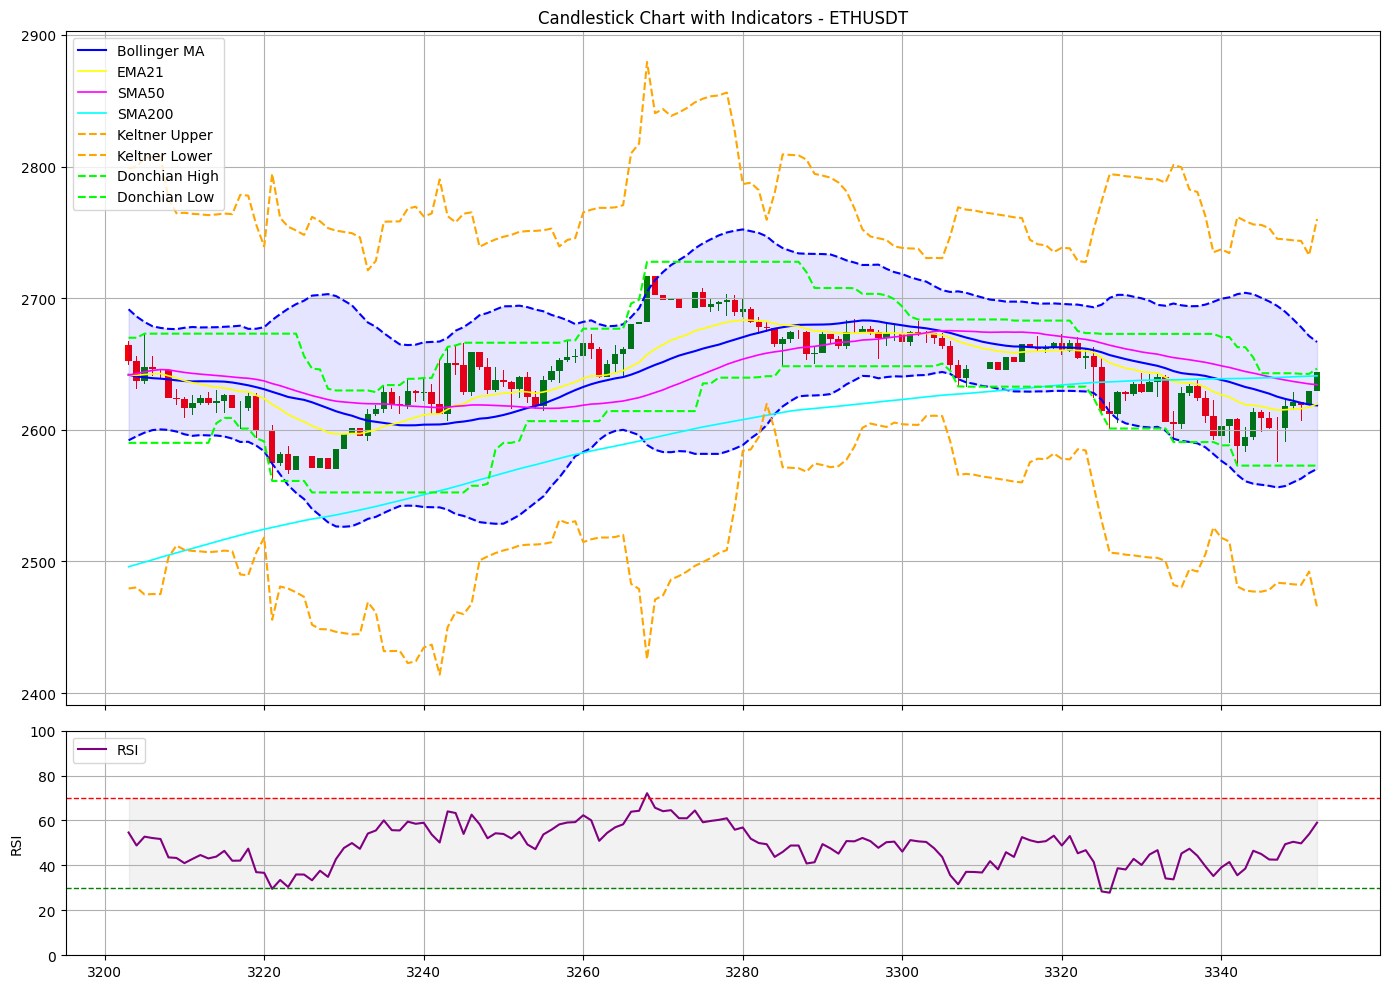 Candlestick Chart with Indicators - ETHUSDT
2900
2800
2700
2600
2500
2400
Bollinger MA
EMA21
SMA50
SMA200
Keltner Upper
Keltner Lower
Donchian High
Donchian Low
100
80
60
40
20
0
RSI
RSI
3200 3220 3240 3260 3280 3300 3320 3340